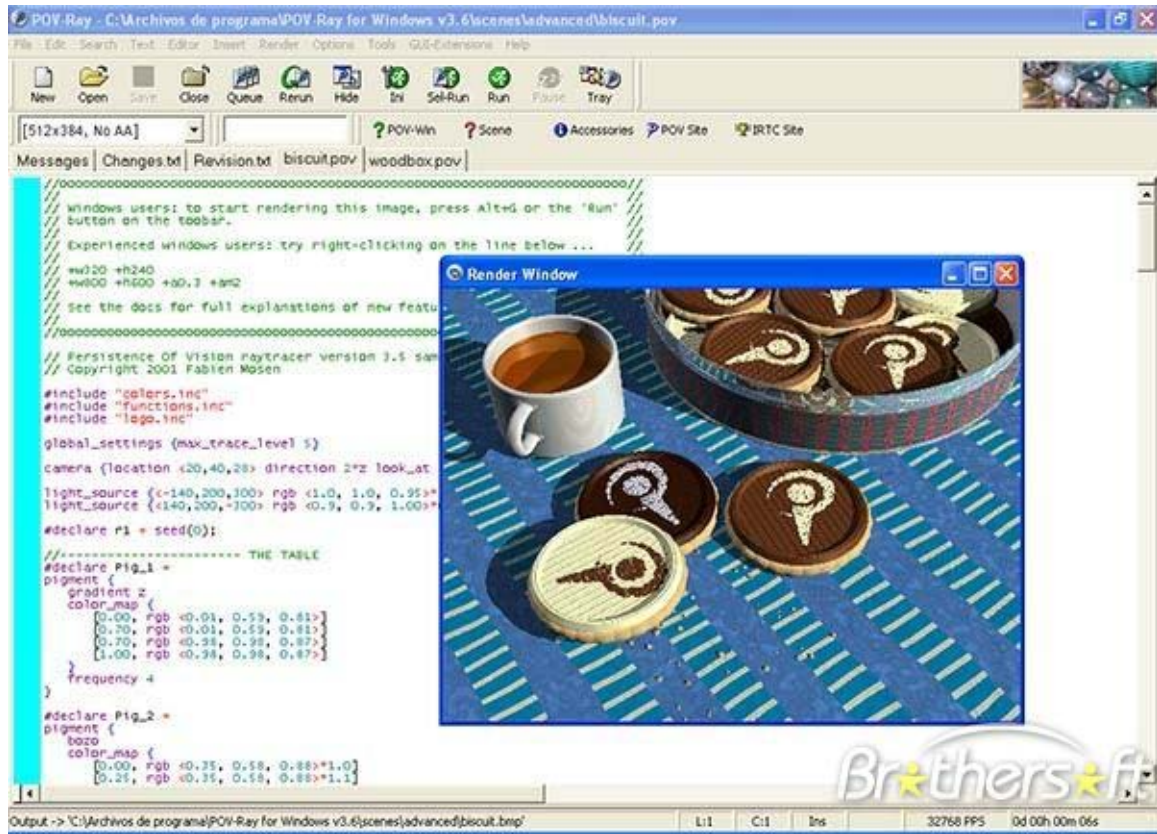 POV-Ray - C:\Archivos de programa\POV-Ray for Windows v3.6\scenes\advanced\biscuit.pov
File Edit Search Text Editor Insert Render Options Tools GUI-Extensions Help
New Open Save Close Queue Rerun Hide Ini Sel-Run Run Pause Tray
[512x384, No AA] ? POV-Win ? Scene Accessories POV Site IRTC Site
Messages Changes.txt Revision.txt biscuit.pov woodbox.pov
// Windows users: to start rendering this image, press Alt+G or the 'Run' //
// button on the toobar. //
// Experienced windows users: try right-clicking on the line below ... //
// +w320 +h240
// +w800 +h600 +a0.3 +am2
// See the docs for full explanations of new featu
// Persistence Of Vision raytracer version 3.5 sam
// Copyright 2001 Fabien Mosen
#include "colors.inc"
#include "functions.inc"
#include "logo.inc"
global_settings {max_trace_level 5}
camera {location <20,40,28> direction 2*z look_at
light_source {<-140,200,300> rgb <1.0, 1.0, 0.95>*
light_source {<140,200,-300> rgb <0.9, 0.9, 1.00>*
#declare r1 = seed(0);
//----------------------- THE TABLE
#declare Pig_1 =
pigment {
gradient z
color_map {
[0.00, rgb <0.01, 0.59, 0.81>]
[0.70, rgb <0.01, 0.59, 0.81>]
[0.70, rgb <0.98, 0.98, 0.87>]
[1.00, rgb <0.98, 0.98, 0.87>]
}
frequency 4
}
#declare Pig_2 =
pigment {
bozo
color_map {
[0.00, rgb <0.35, 0.58, 0.88>*1.0]
[0.25, rgb <0.35, 0.58, 0.88>*1.1]
Render Window
Brothersoft
Output -> 'C:\Archivos de programa\POV-Ray for Windows v3.6\scenes\advanced\biscuit.bmp' L:1 C:1 Ins 32768 PPS 0d 00h 00m 06s